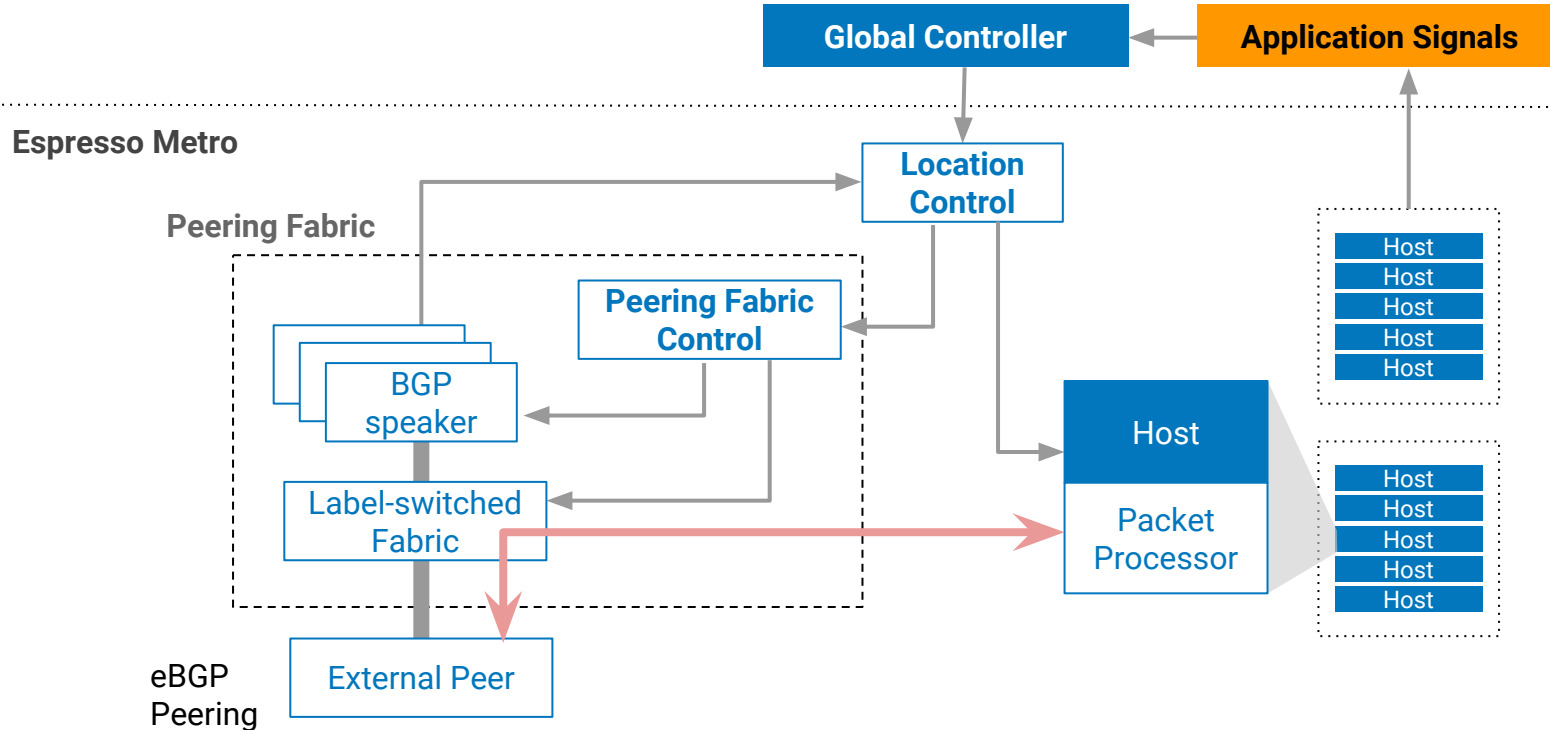 Global Controller
Application Signals
Espresso Metro
Location
Control
Peering Fabric
Peering Fabric
Control
BGP
speaker
Label-switched
Fabric
External Peer
eBGP
Peering
Host
Packet
Processor
Host
Host
Host
Host
Host
Host
Host
Host
Host
Host